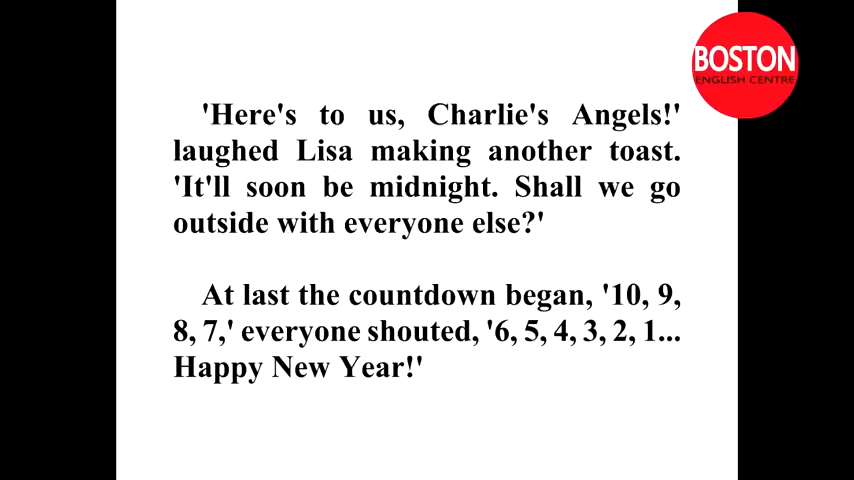 BOSTON
ENGLISH CENTRE
'Here's to us, Charlie's Angels!'
laughed Lisa making another toast.
'It'll soon be midnight. Shall we go
outside with everyone else?'
At last the countdown began, '10, 9,
8, 7,' everyone shouted, '6, 5, 4, 3, 2, 1...
Happy New Year!'